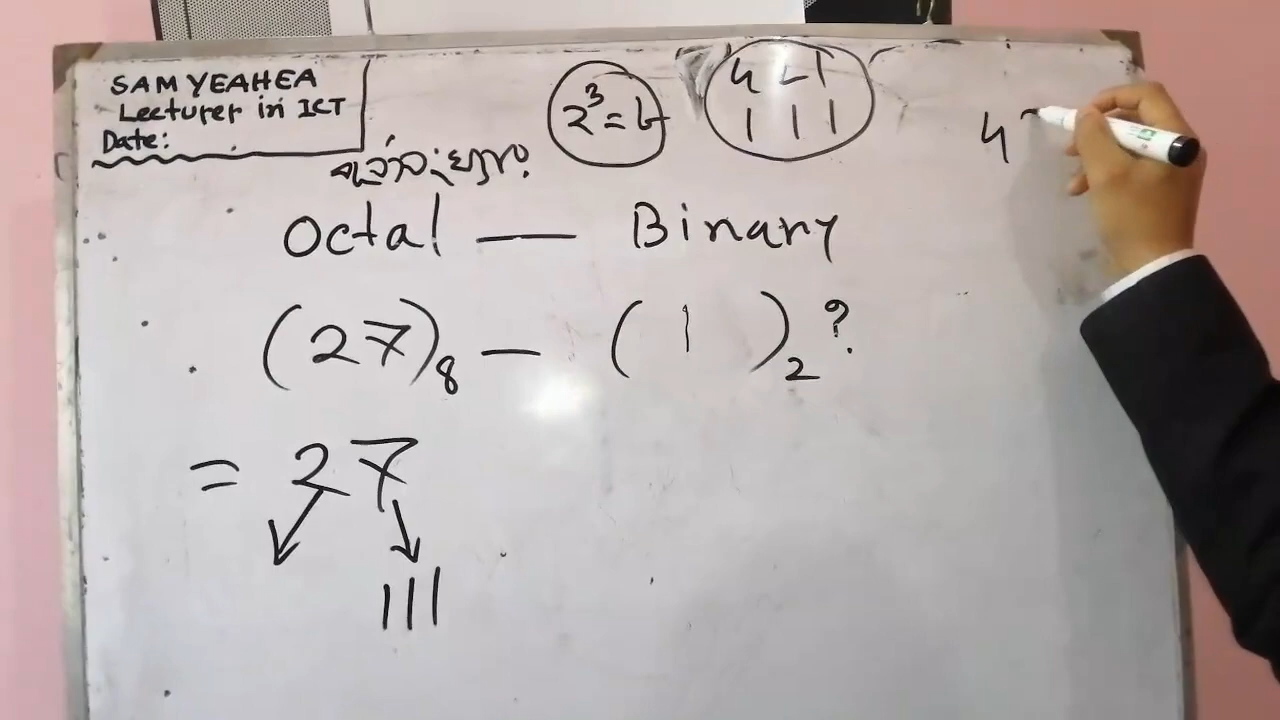 SAM YEAHEA
Lecturer in ICT
Date:
2³ = 
4 2 1
1 1 1
4
Octal — Binary
(27)₈ — ( 1 )₂ ?
= 27
111